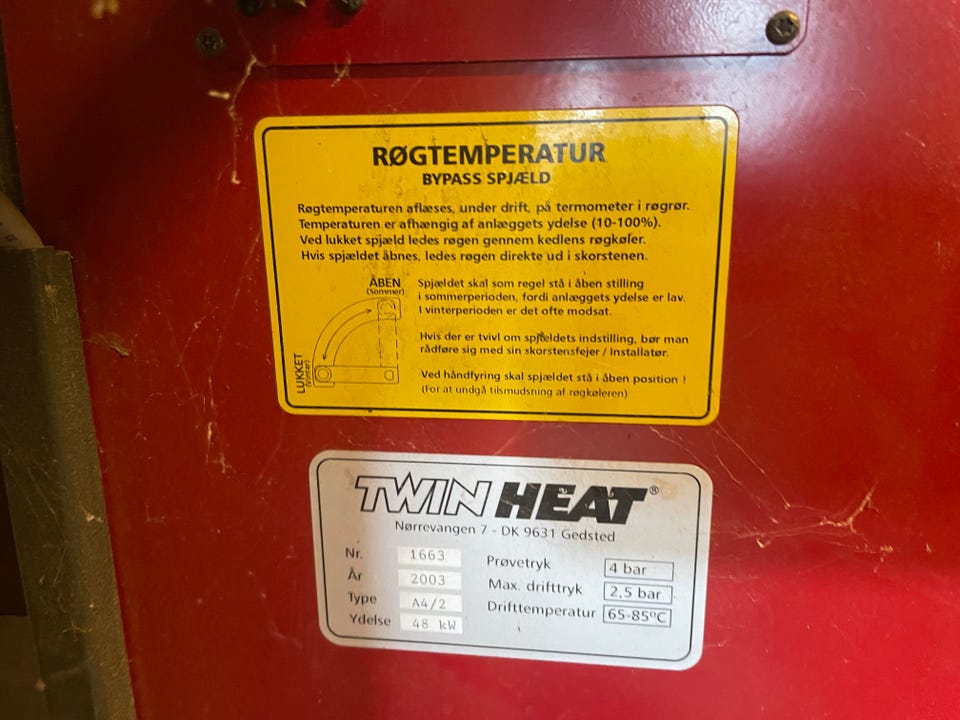 RØGTEMPERATUR
BYPASS SPJÆLD
Røgtemperaturen aflæses, under drift, på termometer i røgrør.
Temperaturen er afhængig af anlæggets ydelse (10-100%).
Ved lukket spjæld ledes røgen gennem kedlens røgkøler.
Hvis spjældet åbnes, ledes røgen direkte ud i skorstenen.
ÅBEN
(Sommer)
LUKKET
(Vinter)
Spjældet skal som regel stå i åben stilling
i sommerperioden, fordi anlæggets ydelse er lav.
I vinterperioden er det ofte modsat.
Hvis der er tvivl om spjældets indstilling, bør man
rådføre sig med sin skorstensfejer / Installatør.
Ved håndfyring skal spjældet stå i åben position !
(For at undgå tilsmudsning af røgkøleren)
TWIN HEAT®
Nørrevangen 7 - DK 9631 Gedsted
Nr. 1663
År 2003
Type A4/2
Ydelse 48 kW
Prøvetryk 4 bar
Max. drifttryk 2,5 bar
Drifttemperatur 65-85ºC